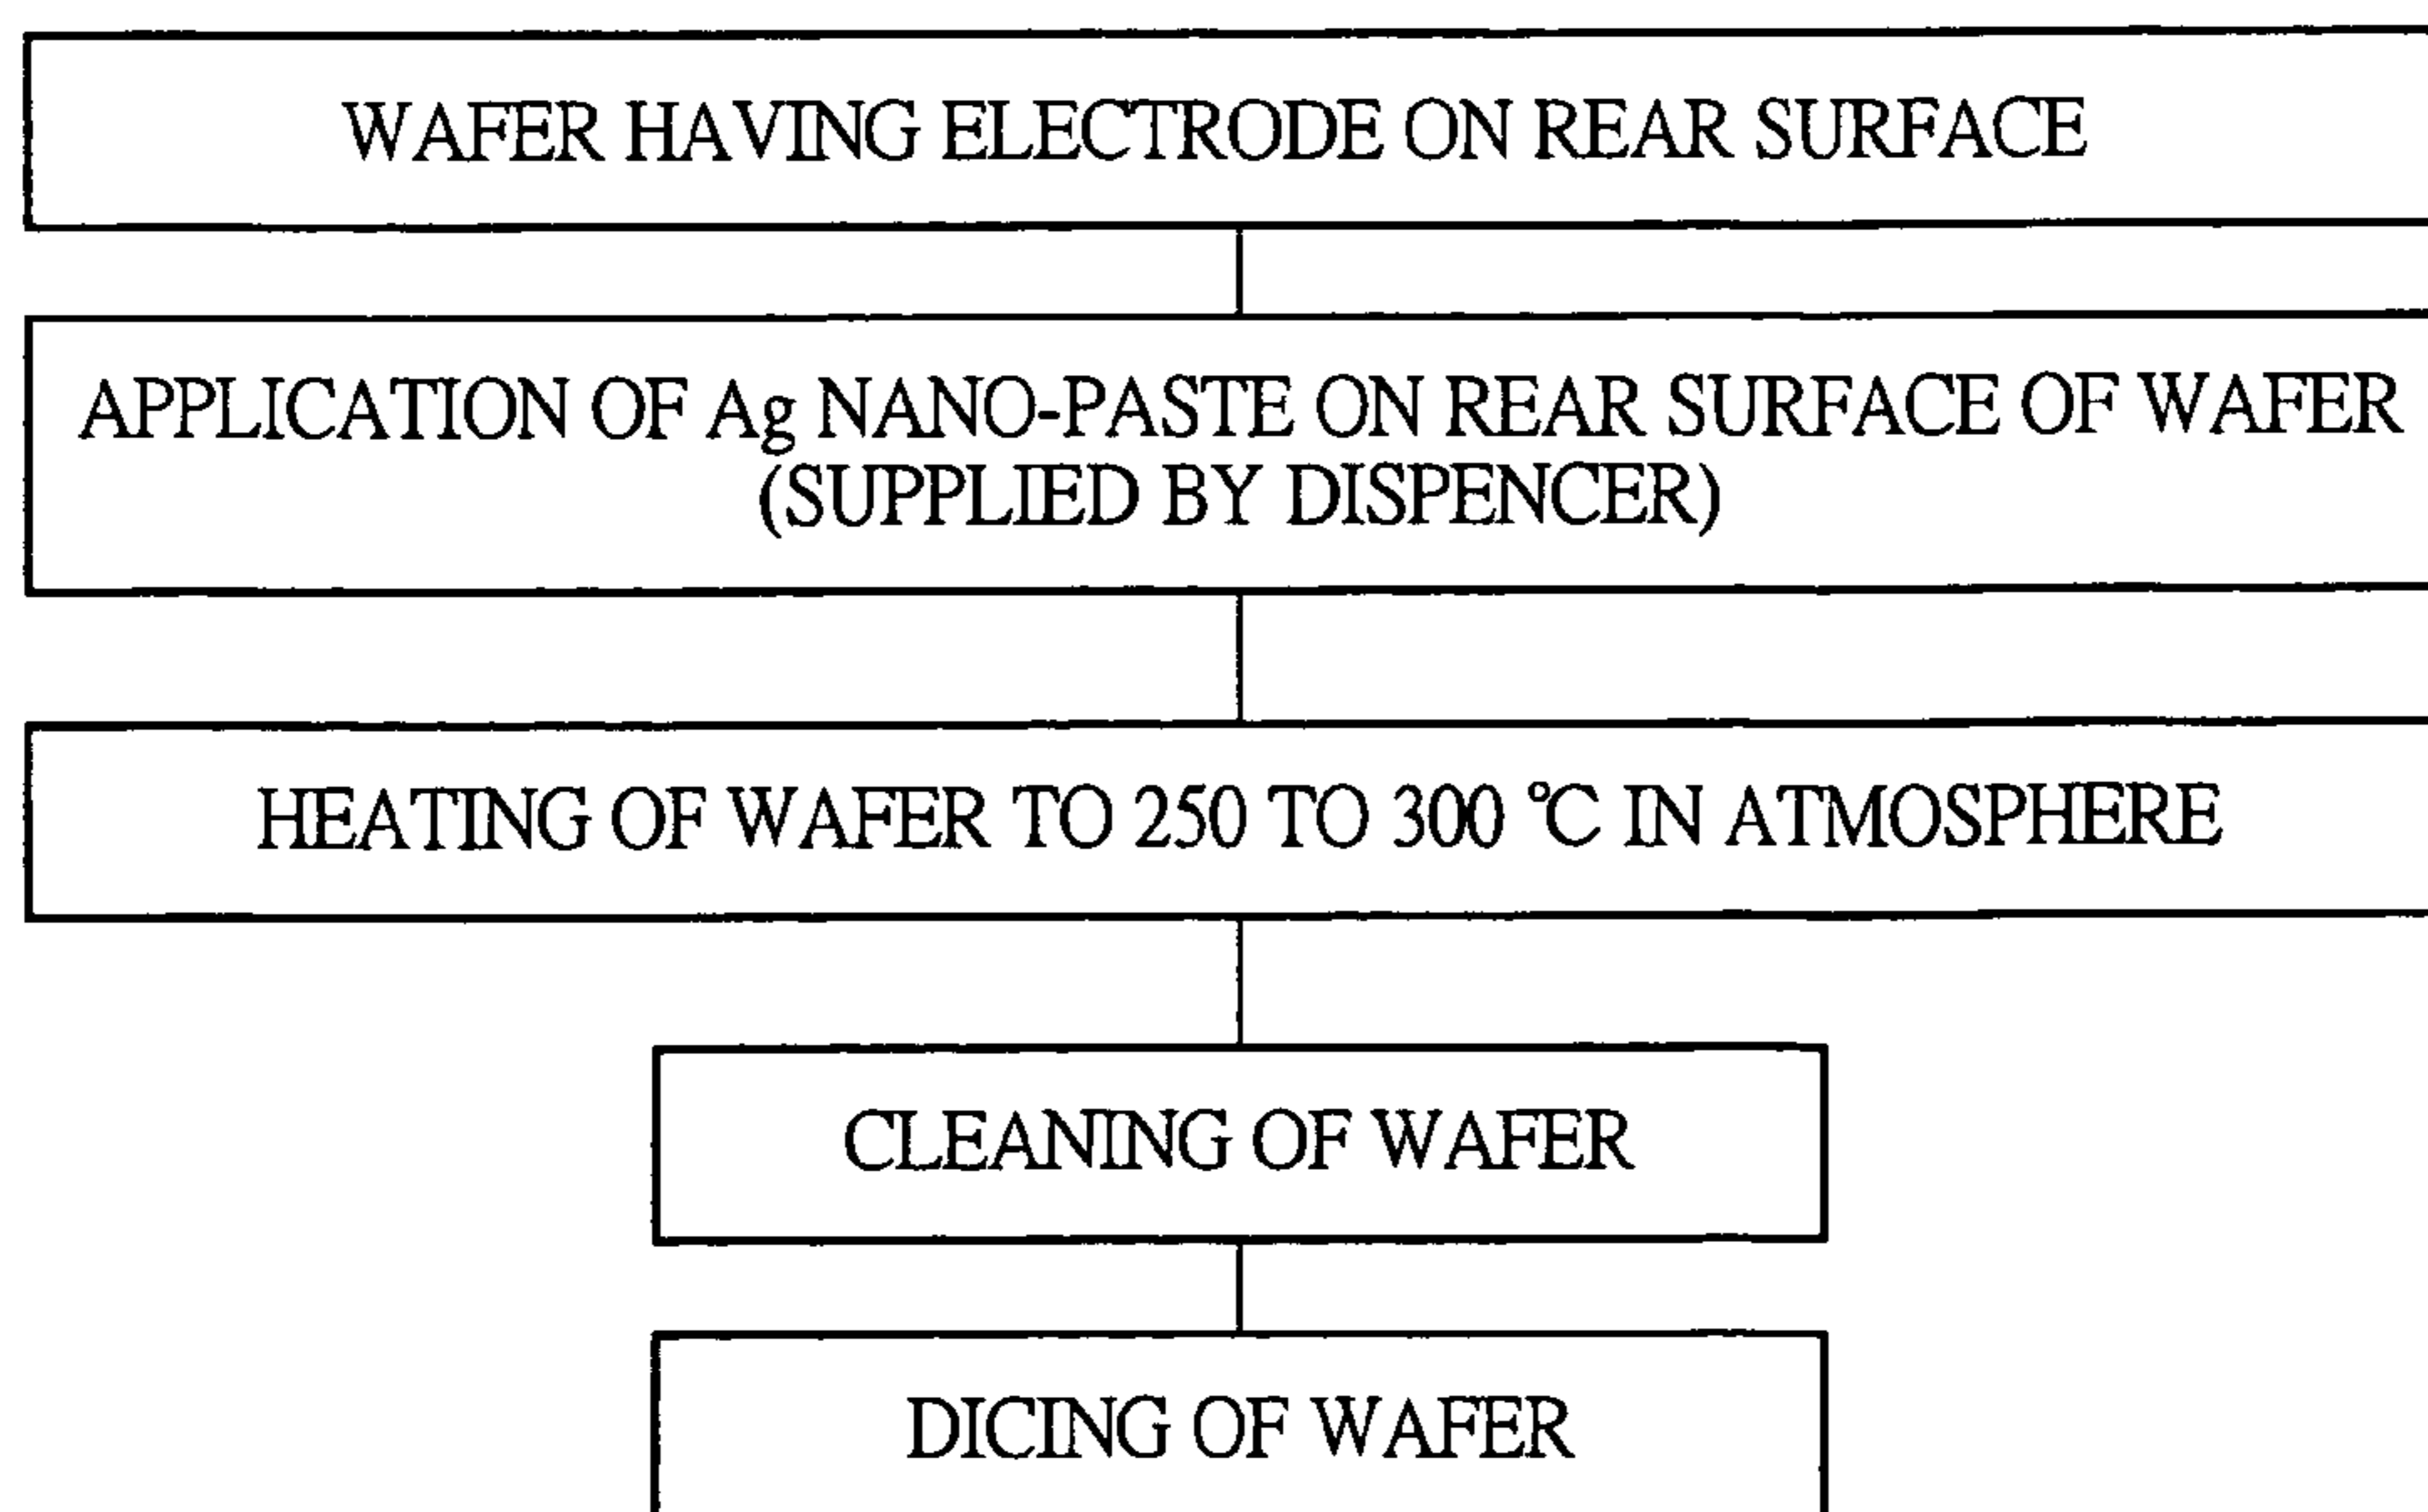 WAFER HAVING ELECTRODE ON REAR SURFACE
APPLICATION OF Ag NANO-PASTE ON REAR SURFACE OF WAFER
(SUPPLIED BY DISPENCER)
HEATING OF WAFER TO 250 TO 300 °C IN ATMOSPHERE
CLEANING OF WAFER
DICING OF WAFER